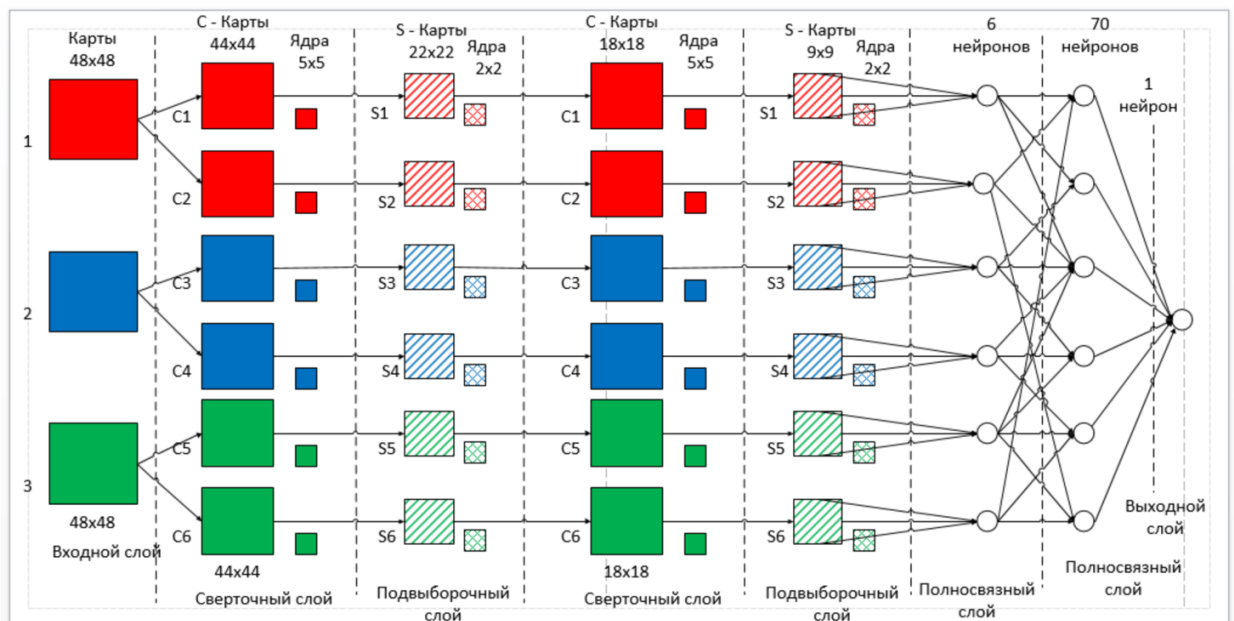 Карты
48x48
1
2
3
48x48
Входной слой
С - Карты
44x44
Ядра
5x5
C1
C2
C3
C4
C5
C6
44x44
Сверточный слой
S - Карты
22x22
Ядра
2x2
S1
S2
S3
S4
S5
S6
Подвыборочный
слой
С - Карты
18x18
Ядра
5x5
C1
C2
C3
C4
C5
C6
18x18
Сверточный слой
S - Карты
9x9
Ядра
2x2
S1
S2
S3
S4
S5
S6
Подвыборочный
слой
6
нейронов
Полносвязный
слой
70
нейронов
Полносвязный
слой
1
нейрон
Выходной
слой